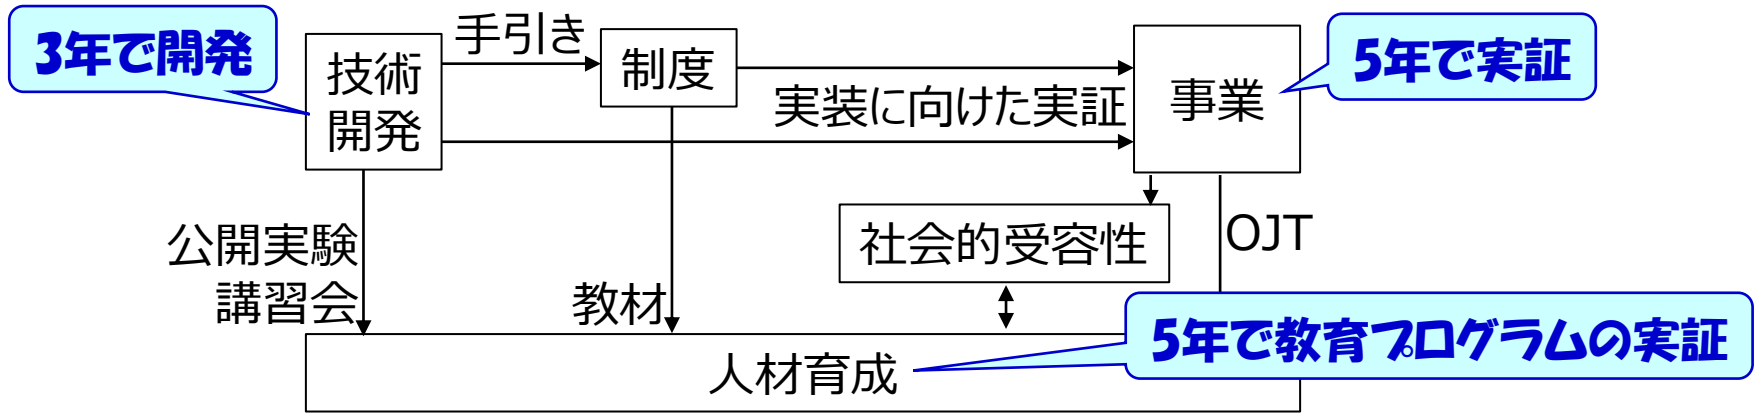 3年で開発
技術
開発
手引き
制度
実装に向けた実証
事業
5年で実証
公開実験
講習会
教材
社会的受容性
OJT
5年で教育プログラムの実証
人材育成